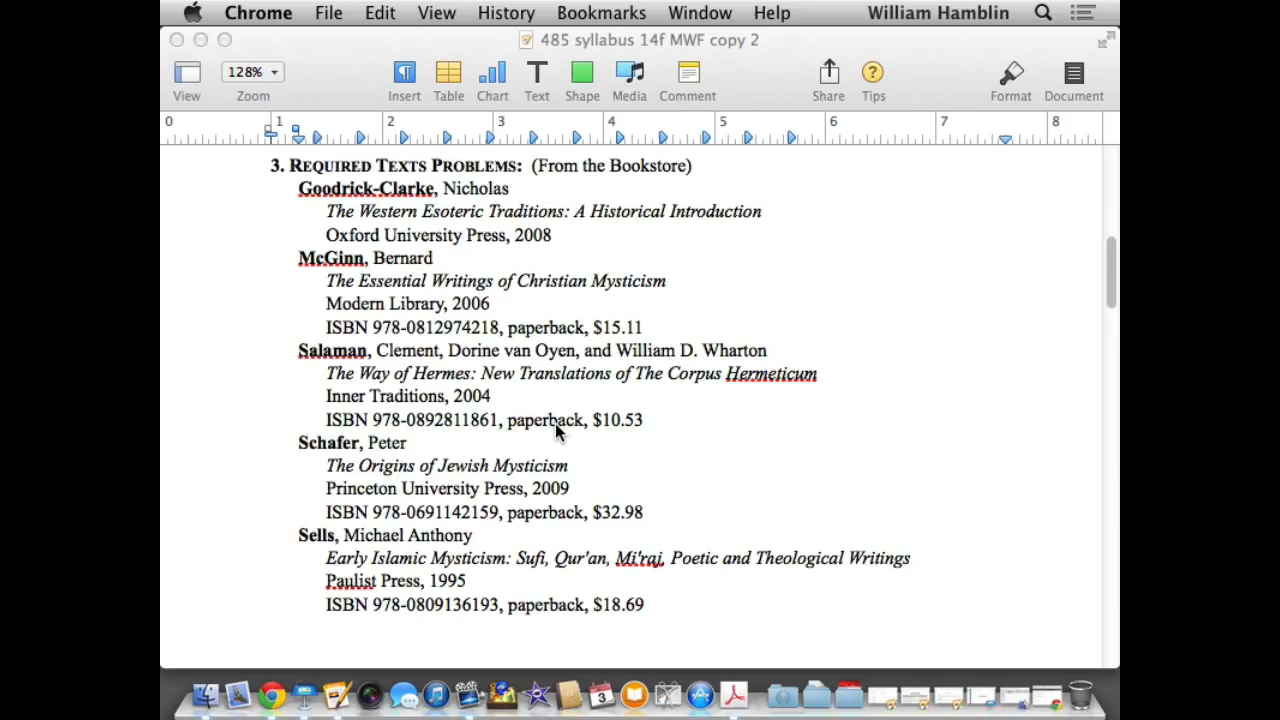 Chrome File Edit View History Bookmarks Window Help William Hamblin
485 syllabus 14f MWF copy 2
128%
View Zoom Insert Table Chart Text Shape Media Comment Share Tips Format Document
0 1 2 3 4 5 6 7 8
3. REQUIRED TEXTS PROBLEMS: (From the Bookstore)
Goodrick-Clarke, Nicholas
The Western Esoteric Traditions: A Historical Introduction
Oxford University Press, 2008
McGinn, Bernard
The Essential Writings of Christian Mysticism
Modern Library, 2006
ISBN 978-0812974218, paperback, $15.11
Salaman, Clement, Dorine van Oyen, and William D. Wharton
The Way of Hermes: New Translations of The Corpus Hermeticum
Inner Traditions, 2004
ISBN 978-0892811861, paperback, $10.53
Schafer, Peter
The Origins of Jewish Mysticism
Princeton University Press, 2009
ISBN 978-0691142159, paperback, $32.98
Sells, Michael Anthony
Early Islamic Mysticism: Sufi, Qur'an, Mi'raj, Poetic and Theological Writings
Paulist Press, 1995
ISBN 978-0809136193, paperback, $18.69
3